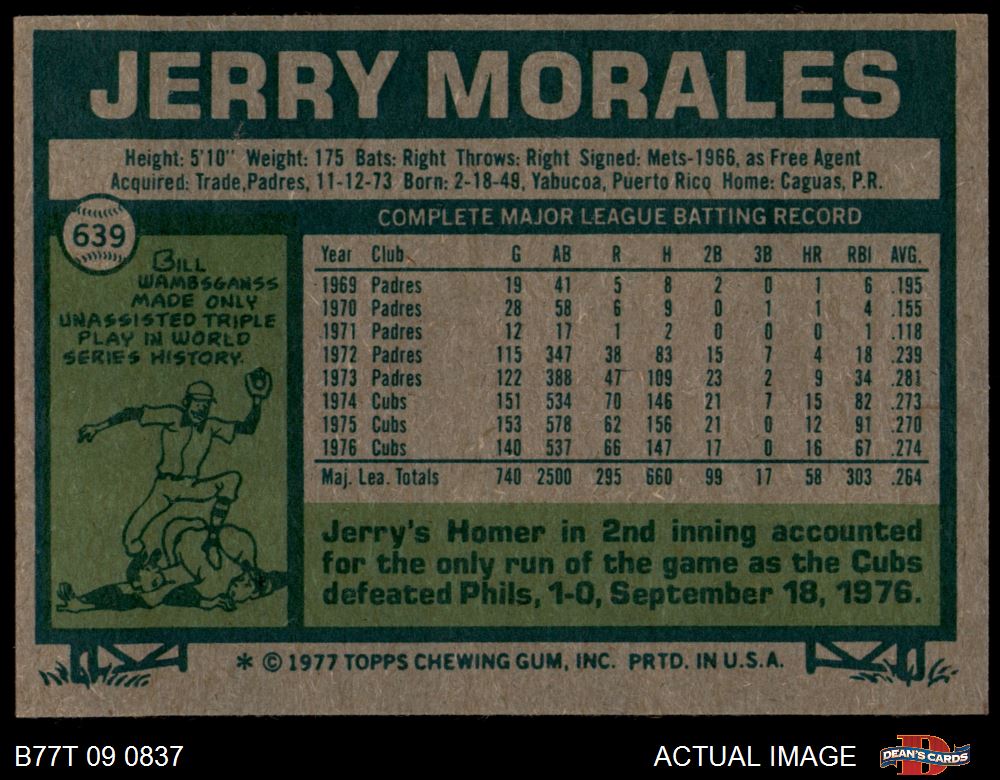 JERRY MORALES
Height: 5'10" Weight: 175 Bats: Right Throws: Right Signed: Mets-1966, as Free Agent
Acquired: Trade, Padres, 11-12-73 Born: 2-18-49, Yabucoa, Puerto Rico Home: Caguas, P.R.
639
BILL
WAMBSGANSS
MADE ONLY
UNASSISTED TRIPLE
PLAY IN WORLD
SERIES HISTORY.
COMPLETE MAJOR LEAGUE BATTING RECORD
Year Club G AB R H 2B 3B HR RBI AVG.
1969 Padres 19 41 5 8 2 0 1 6 .195
1970 Padres 28 58 6 9 0 1 1 4 .155
1971 Padres 12 17 1 2 0 0 0 1 .118
1972 Padres 115 347 38 83 15 7 4 18 .239
1973 Padres 122 388 47 109 23 2 9 34 .281
1974 Cubs 151 534 70 146 21 7 15 82 .273
1975 Cubs 153 578 62 156 21 0 12 91 .270
1976 Cubs 140 537 66 147 17 0 16 67 .274
Maj. Lea. Totals 740 2500 295 660 99 17 58 303 .264
Jerry's Homer in 2nd inning accounted
for the only run of the game as the Cubs
defeated Phils, 1-0, September 18, 1976.
* © 1977 TOPPS CHEWING GUM, INC. PRTD. IN U.S.A.
B77T 09 0837 ACTUAL IMAGE DEAN'S CARDS